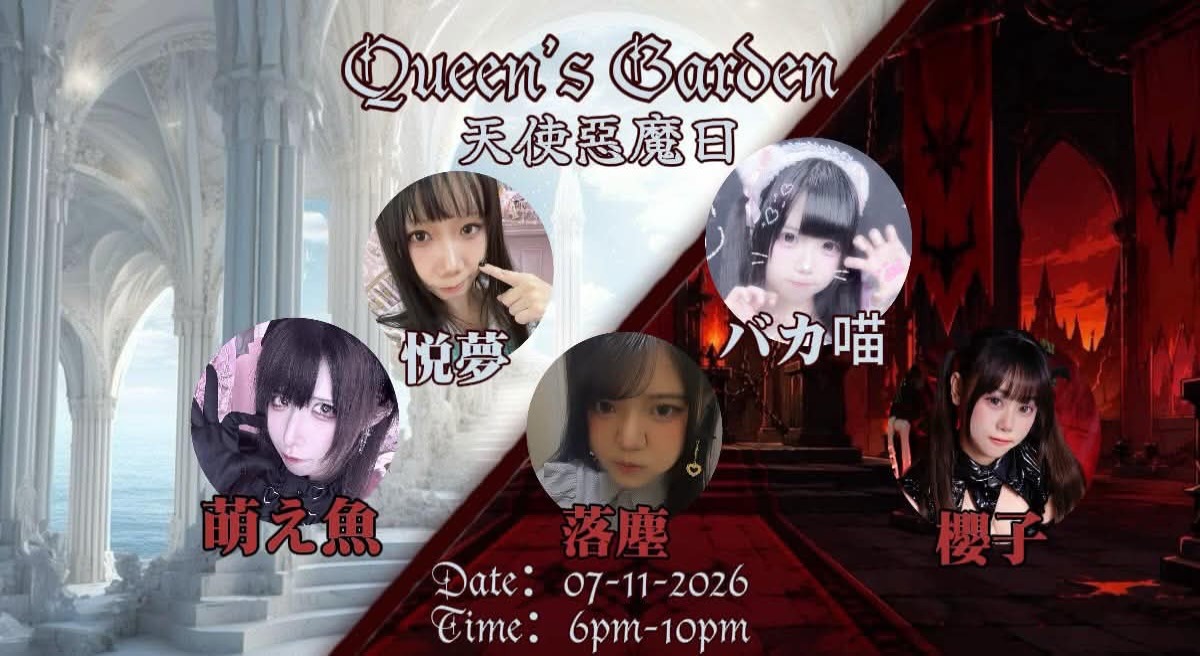 Queen's Garden
天使惡魔日
悦夢
バカ喵
萌え魚
落塵
櫻子
Date： 07-11-2026
Time： 6pm-10pm